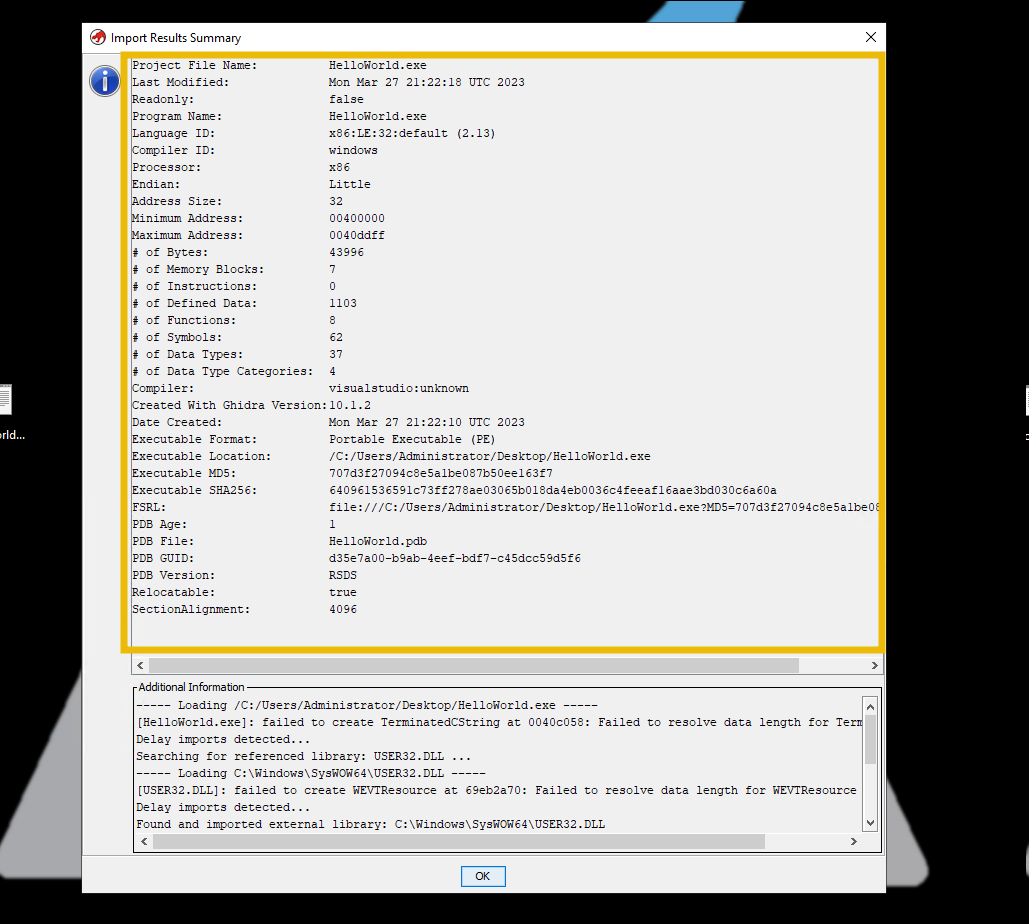 Import Results Summary
Project File Name: HelloWorld.exe
Last Modified: Mon Mar 27 21:22:18 UTC 2023
Readonly: false
Program Name: HelloWorld.exe
Language ID: x86:LE:32:default (2.13)
Compiler ID: windows
Processor: x86
Endian: Little
Address Size: 32
Minimum Address: 00400000
Maximum Address: 0040ddff
# of Bytes: 43996
# of Memory Blocks: 7
# of Instructions: 0
# of Defined Data: 1103
# of Functions: 8
# of Symbols: 62
# of Data Types: 37
# of Data Type Categories: 4
Compiler: visualstudio:unknown
Created With Ghidra Version: 10.1.2
Date Created: Mon Mar 27 21:22:10 UTC 2023
Executable Format: Portable Executable (PE)
Executable Location: /C:/Users/Administrator/Desktop/HelloWorld.exe
Executable MD5: 707d3f27094c8e5a1be087b50ee163f7
Executable SHA256: 640961536591c73ff278ae03065b018da4eb0036c4feeaf16aae3bd030c6a60a
FSRL: file:///C:/Users/Administrator/Desktop/HelloWorld.exe?MD5=707d3f27094c8e5a1be08
PDB Age: 1
PDB File: HelloWorld.pdb
PDB GUID: d35e7a00-b9ab-4eef-bdf7-c45dcc59d5f6
PDB Version: RSDS
Relocatable: true
SectionAlignment: 4096
orld...
Additional Information
----- Loading /C:/Users/Administrator/Desktop/HelloWorld.exe -----
[HelloWorld.exe]: failed to create TerminatedCString at 0040c058: Failed to resolve data length for Term
Delay imports detected...
Searching for referenced library: USER32.DLL ...
----- Loading C:\Windows\SysWOW64\USER32.DLL -----
[USER32.DLL]: failed to create WEVTResource at 69eb2a70: Failed to resolve data length for WEVTResource
Delay imports detected...
Found and imported external library: C:\Windows\SysWOW64\USER32.DLL
OK